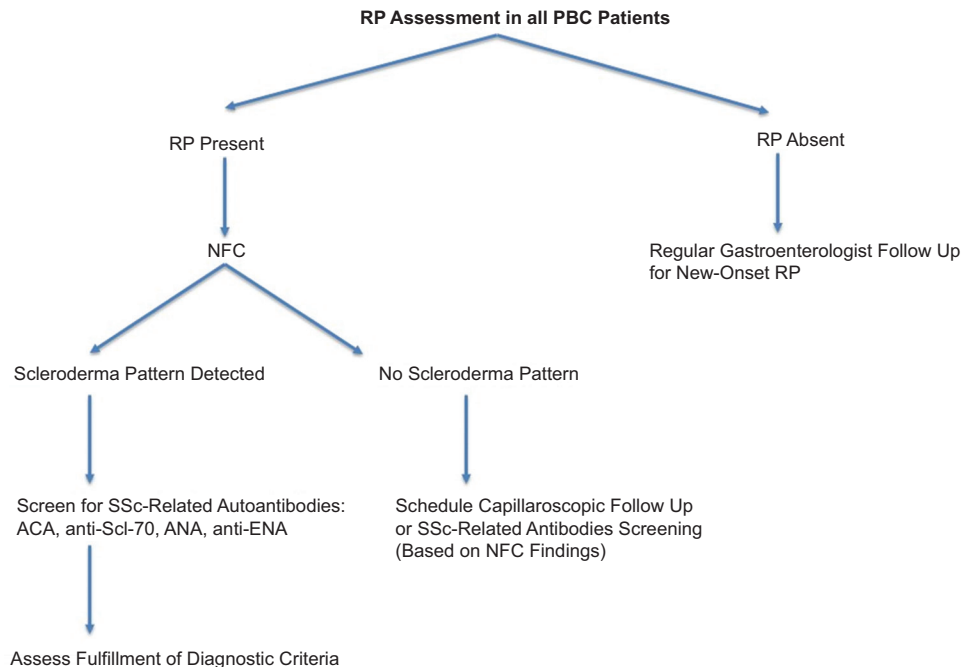 RP Assessment in all PBC Patients
RP Present
RP Absent
NFC
Regular Gastroenterologist Follow Up
for New-Onset RP
Scleroderma Pattern Detected
No Scleroderma Pattern
Screen for SSc-Related Autoantibodies:
ACA, anti-Scl-70, ANA, anti-ENA
Schedule Capillaroscopic Follow Up
or SSc-Related Antibodies Screening
(Based on NFC Findings)
Assess Fulfillment of Diagnostic Criteria